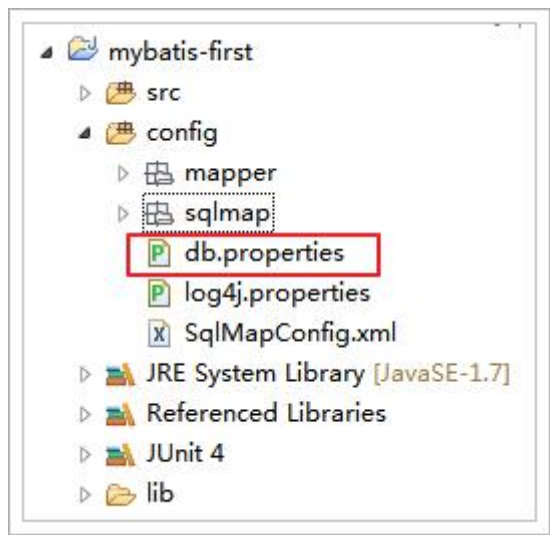 mybatis-first
src
config
mapper
sqlmap
db.properties
log4j.properties
SqlMapConfig.xml
JRE System Library [JavaSE-1.7]
Referenced Libraries
JUnit 4
lib